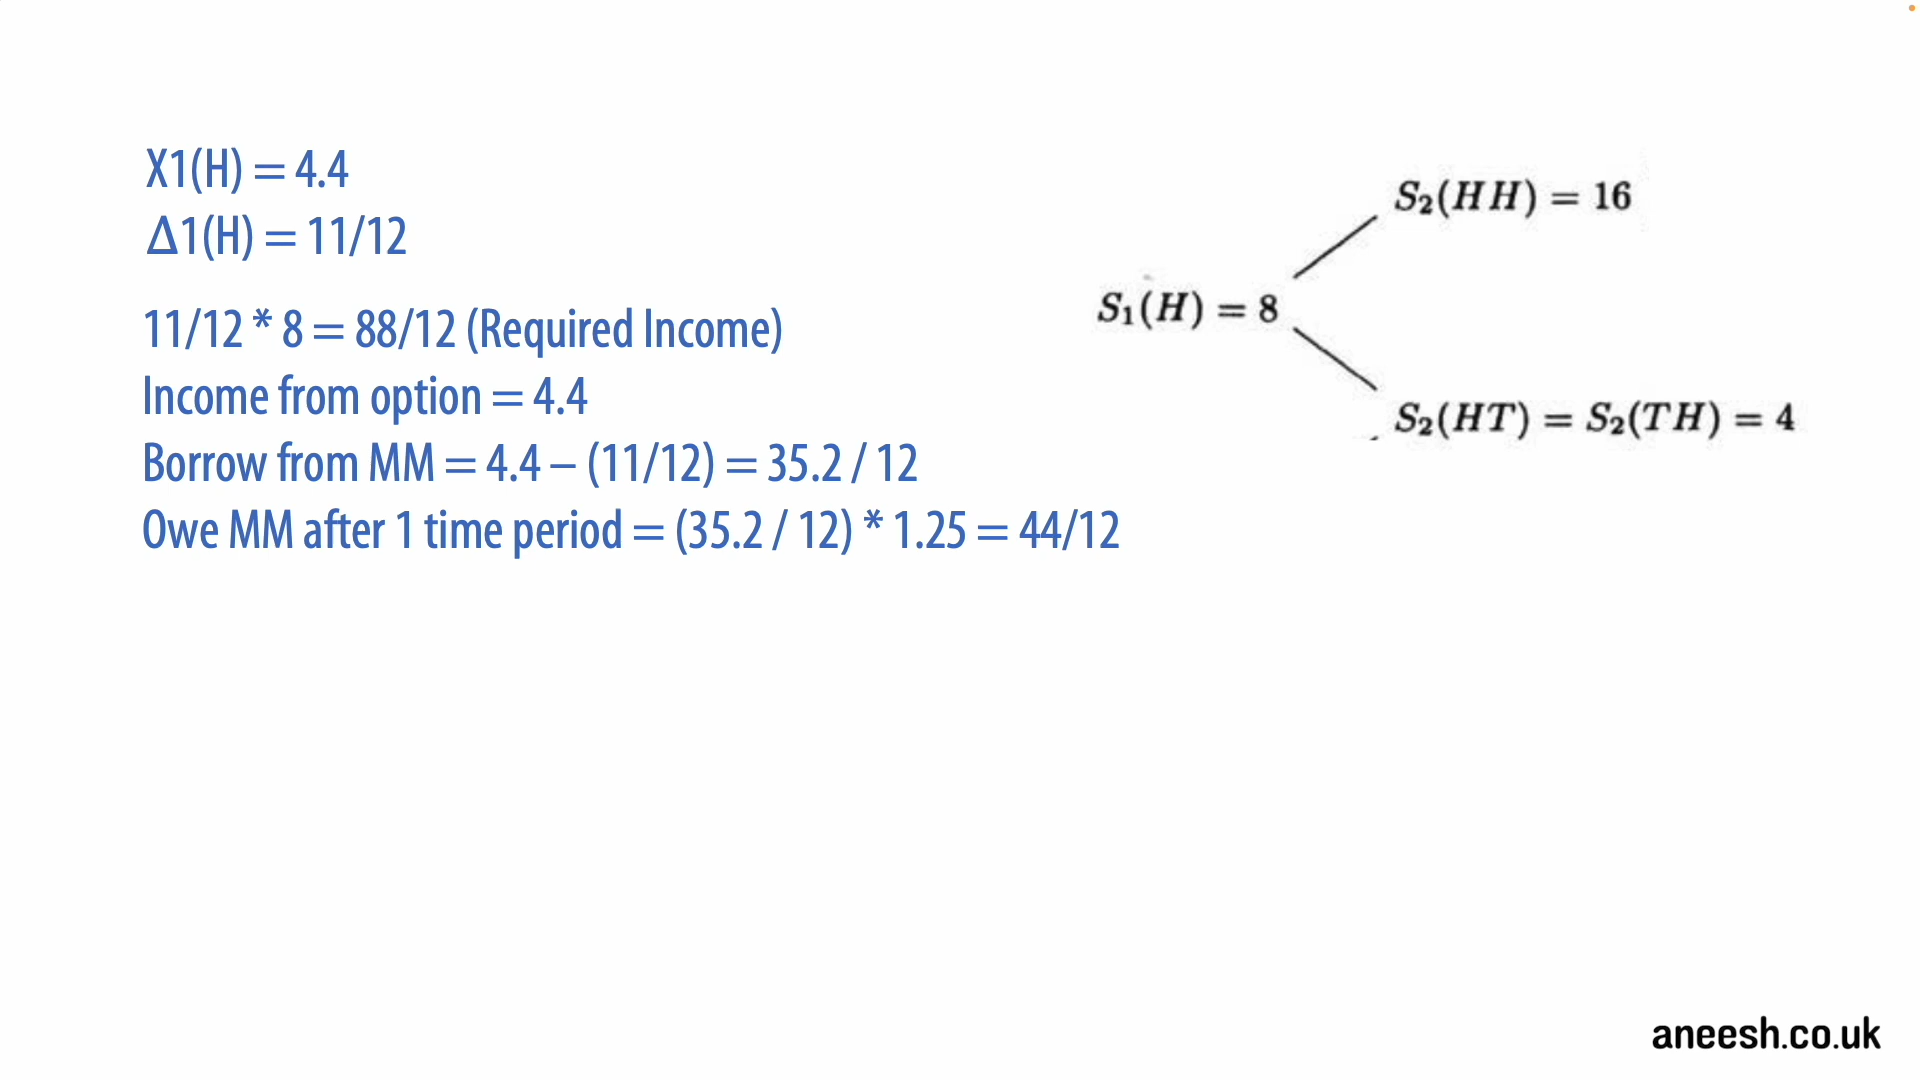 X1(H) = 4.4
Δ1(H) = 11/12
11/12 * 8 = 88/12 (Required Income)
Income from option = 4.4
Borrow from MM = 4.4 – (11/12) = 35.2 / 12
Owe MM after 1 time period = (35.2 / 12) * 1.25 = 44/12
S₂(HH) = 16
S₁(H) = 8
S₂(HT) = S₂(TH) = 4
aneesh.co.uk